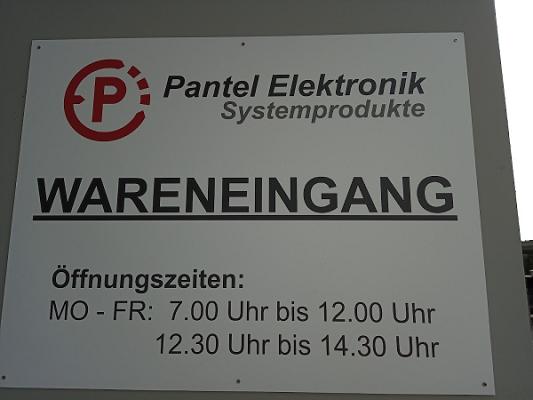 P
Pantel Elektronik
Systemprodukte
WARENEINGANG
Öffnungszeiten:
MO - FR: 7.00 Uhr bis 12.00 Uhr
12.30 Uhr bis 14.30 Uhr